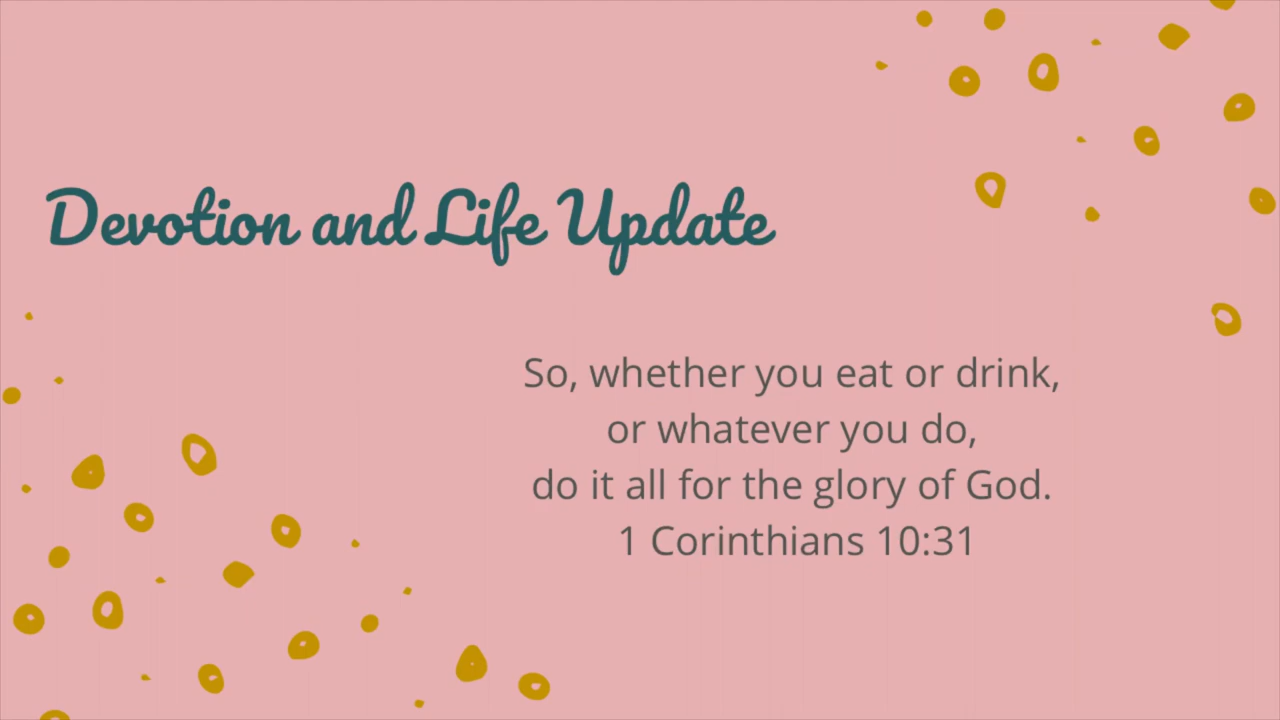 Devotion and Life Update
So, whether you eat or drink,
or whatever you do,
do it all for the glory of God.
1 Corinthians 10:31